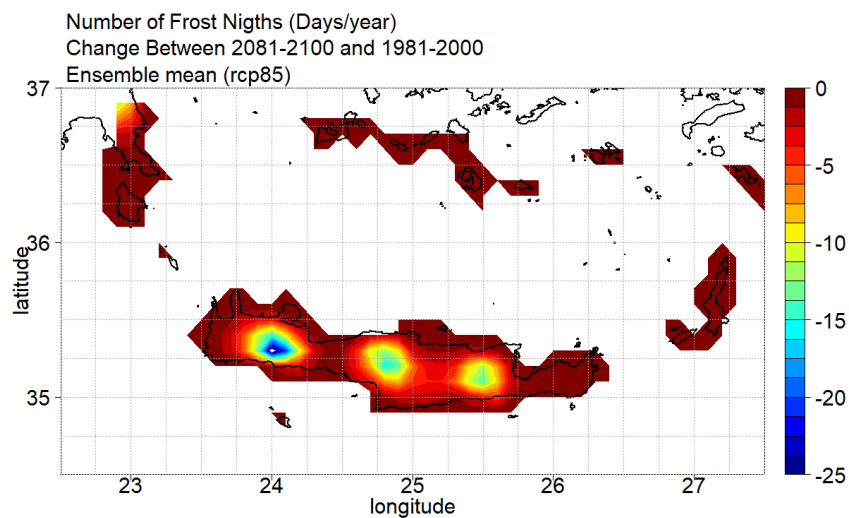 Number of Frost Nigths (Days/year)
Change Between 2081-2100 and 1981-2000
Ensemble mean (rcp85)
37
36
35
latitude
23
24
25
26
27
longitude
0
-5
-10
-15
-20
-25